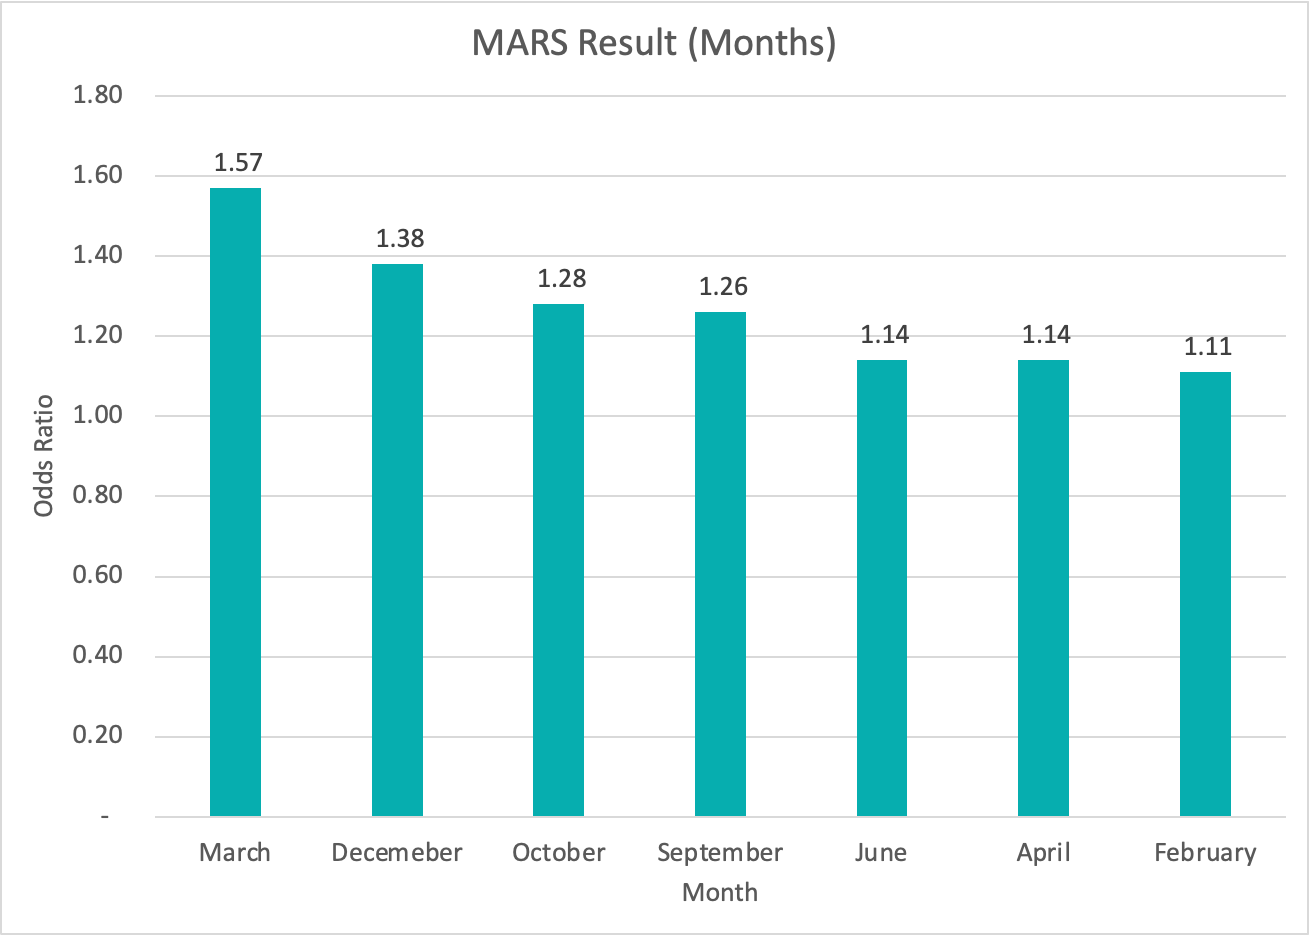 MARS Result (Months)
1.80
1.60
1.40
1.20
1.00
0.80
0.60
0.40
0.20
-
Odds Ratio
1.57
1.38
1.28
1.26
1.14
1.14
1.11
March
Decemeber
October
September
June
April
February
Month